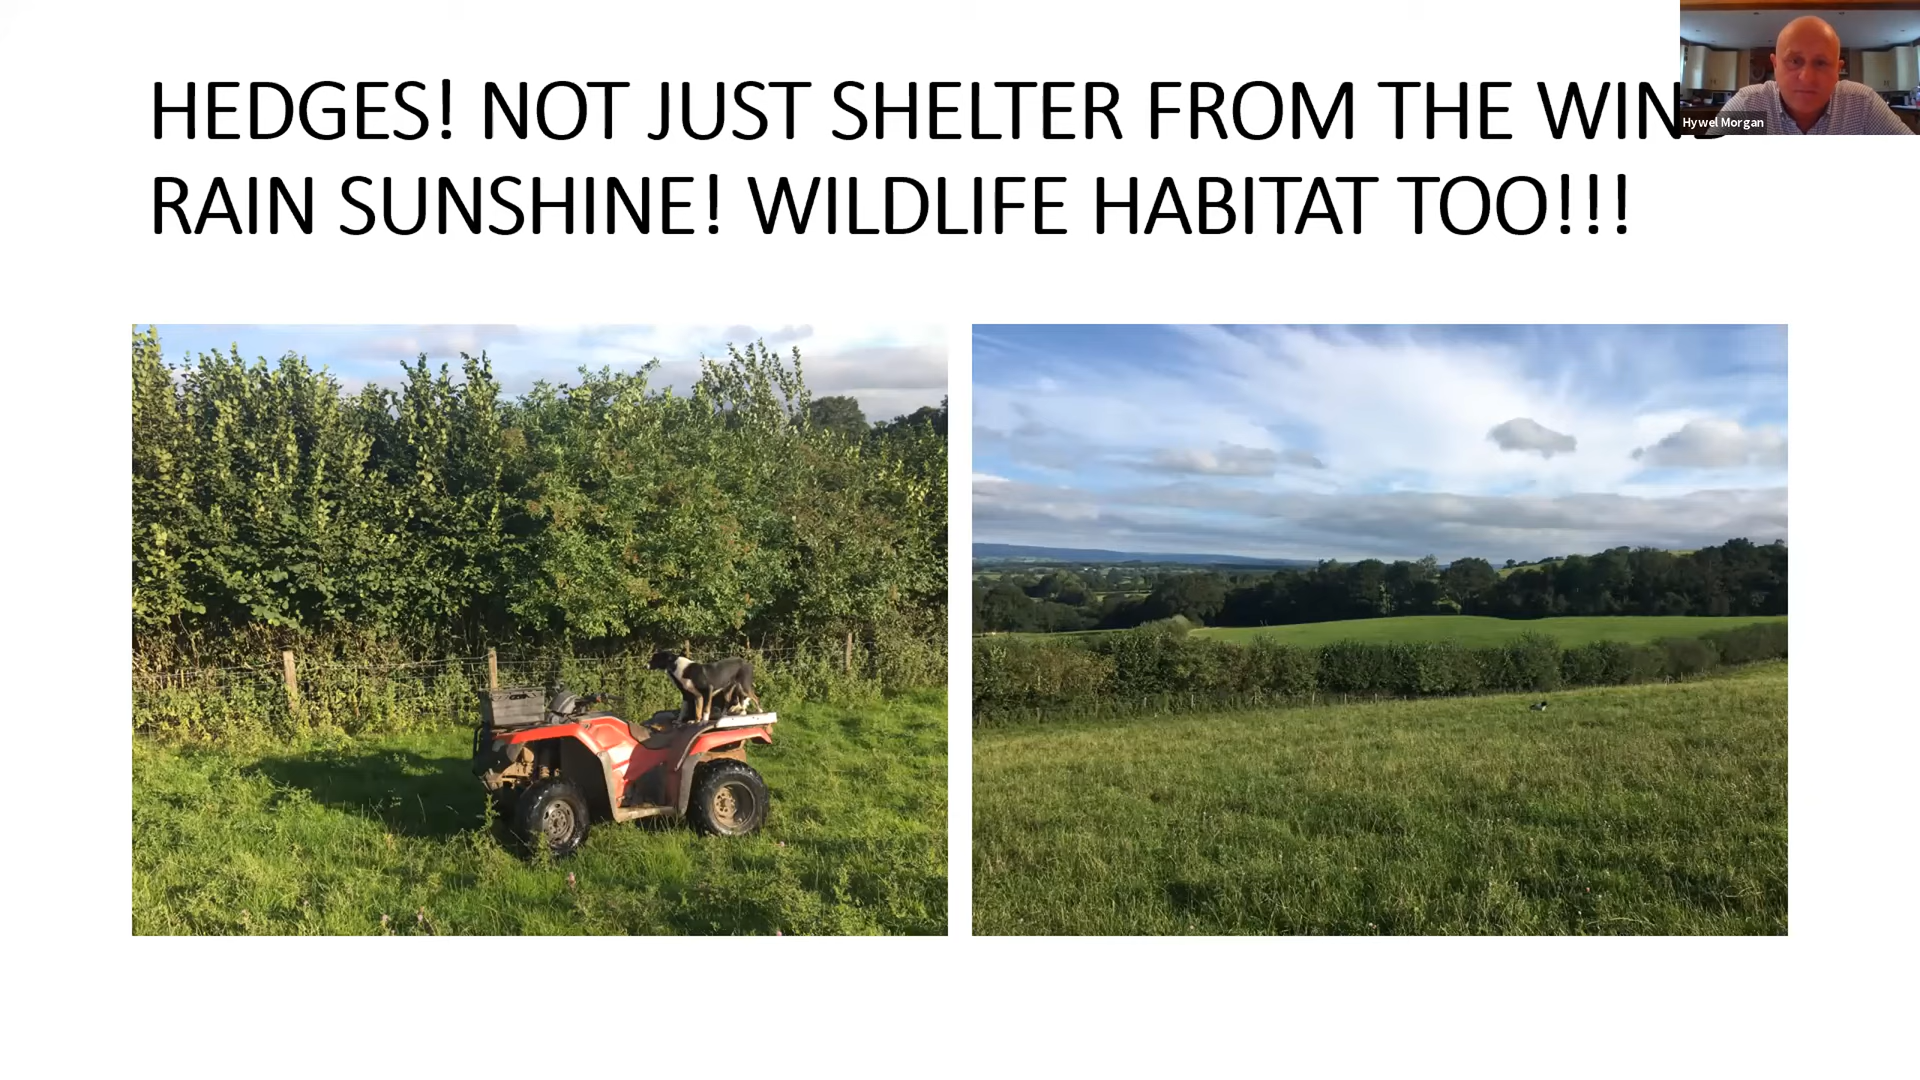 HEDGES! NOT JUST SHELTER FROM THE WIND
RAIN SUNSHINE! WILDLIFE HABITAT TOO!!!
Hywel Morgan